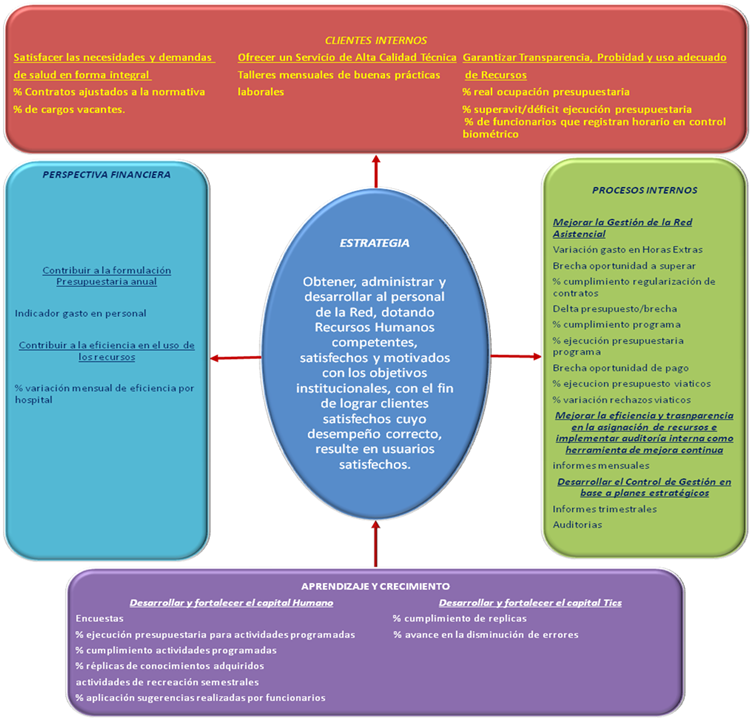 CLIENTES INTERNOS
Satisfacer las necesidades y demandas
de salud en forma integral
% Contratos ajustados a la normativa
% de cargos vacantes.
Ofrecer un Servicio de Alta Calidad Técnica
Talleres mensuales de buenas prácticas
laborales
Garantizar Transparencia, Probidad y uso adecuado
de Recursos
% real ocupación presupuestaria
% superavit/déficit ejecución presupuestaria
% de funcionarios que registran horario en control
biométrico
PERSPECTIVA FINANCIERA
Contribuir a la formulación
Presupuestaria anual
Indicador gasto en personal
Contribuir a la eficiencia en el uso de
los recursos
% variación mensual de eficiencia por
hospital
ESTRATEGIA
Obtener, administrar y
desarrollar al personal
de la Red, dotando
Recursos Humanos
competentes,
satisfechos y motivados
con los objetivos
institucionales, con el fin
de lograr clientes
satisfechos cuyo
desempeño correcto,
resulte en usuarios
satisfechos.
PROCESOS INTERNOS
Mejorar la Gestión de la Red
Asistencial
Variación gasto en Horas Extras
Brecha oportunidad a superar
% cumplimiento regularización de
contratos
Delta presupuesto/brecha
% cumplimiento programa
% ejecución presupuestaria
programa
Brecha oportunidad de pago
% ejecucion presupuesto viaticos
% variación rechazos viaticos
Mejorar la eficiencia y trasnparencia
en la asignación de recursos e
implementar auditoría interna como
herramienta de mejora continua
informes mensuales
Desarrollar el Control de Gestión en
base a planes estratégicos
Informes trimestrales
Auditorias
APRENDIZAJE Y CRECIMIENTO
Desarrollar y fortalecer el capital Humano
Encuestas
% ejecución presupuestaria para actividades programadas
% cumplimiento actividades programadas
% réplicas de conocimientos adquiridos
actividades de recreación semestrales
% aplicación sugerencias realizadas por funcionarios
Desarrollar y fortalecer el capital Tics
% cumplimiento de replicas
% avance en la disminución de errores